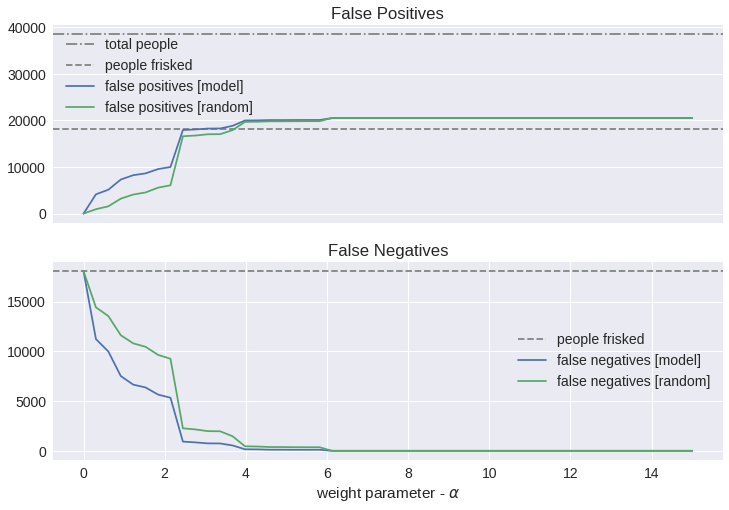 False Positives
40000
30000
20000
10000
0
total people
people frisked
false positives [model]
false positives [random]
False Negatives
15000
10000
5000
0
people frisked
false negatives [model]
false negatives [random]
0 2 4 6 8 10 12 14
weight parameter - α